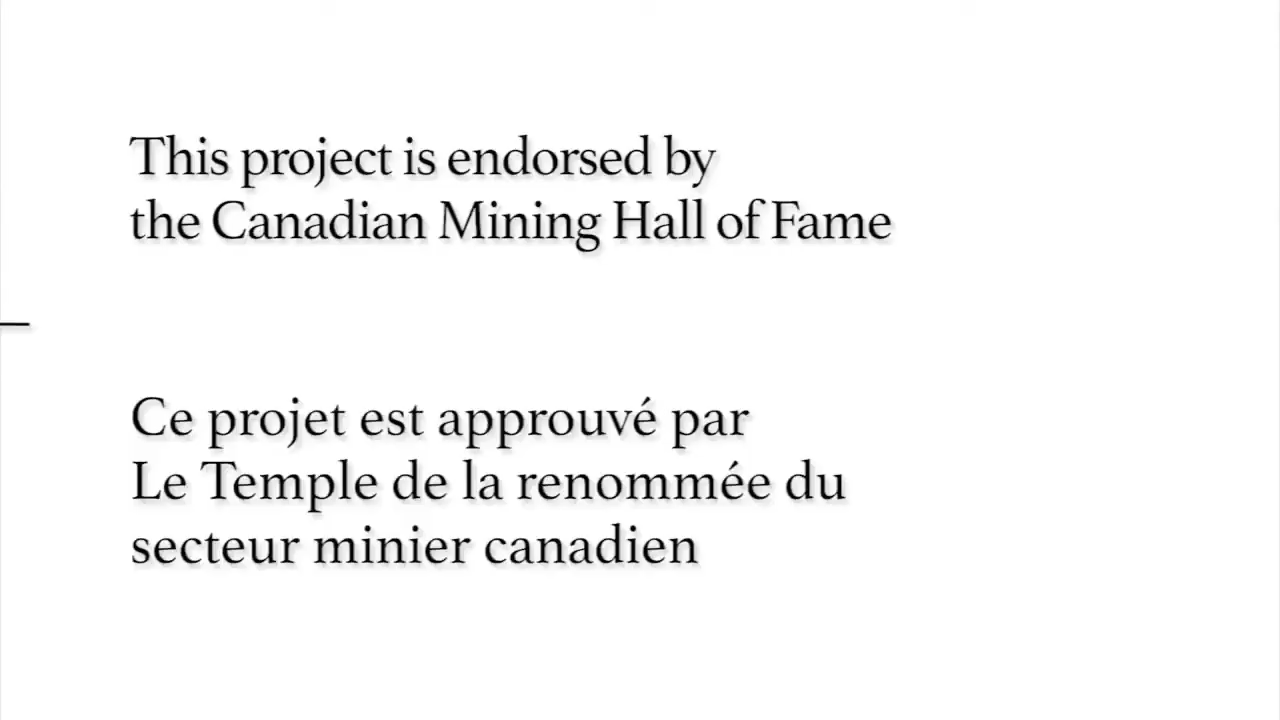 This project is endorsed by
the Canadian Mining Hall of Fame
Ce projet est approuvé par
Le Temple de la renommée du
secteur minier canadien